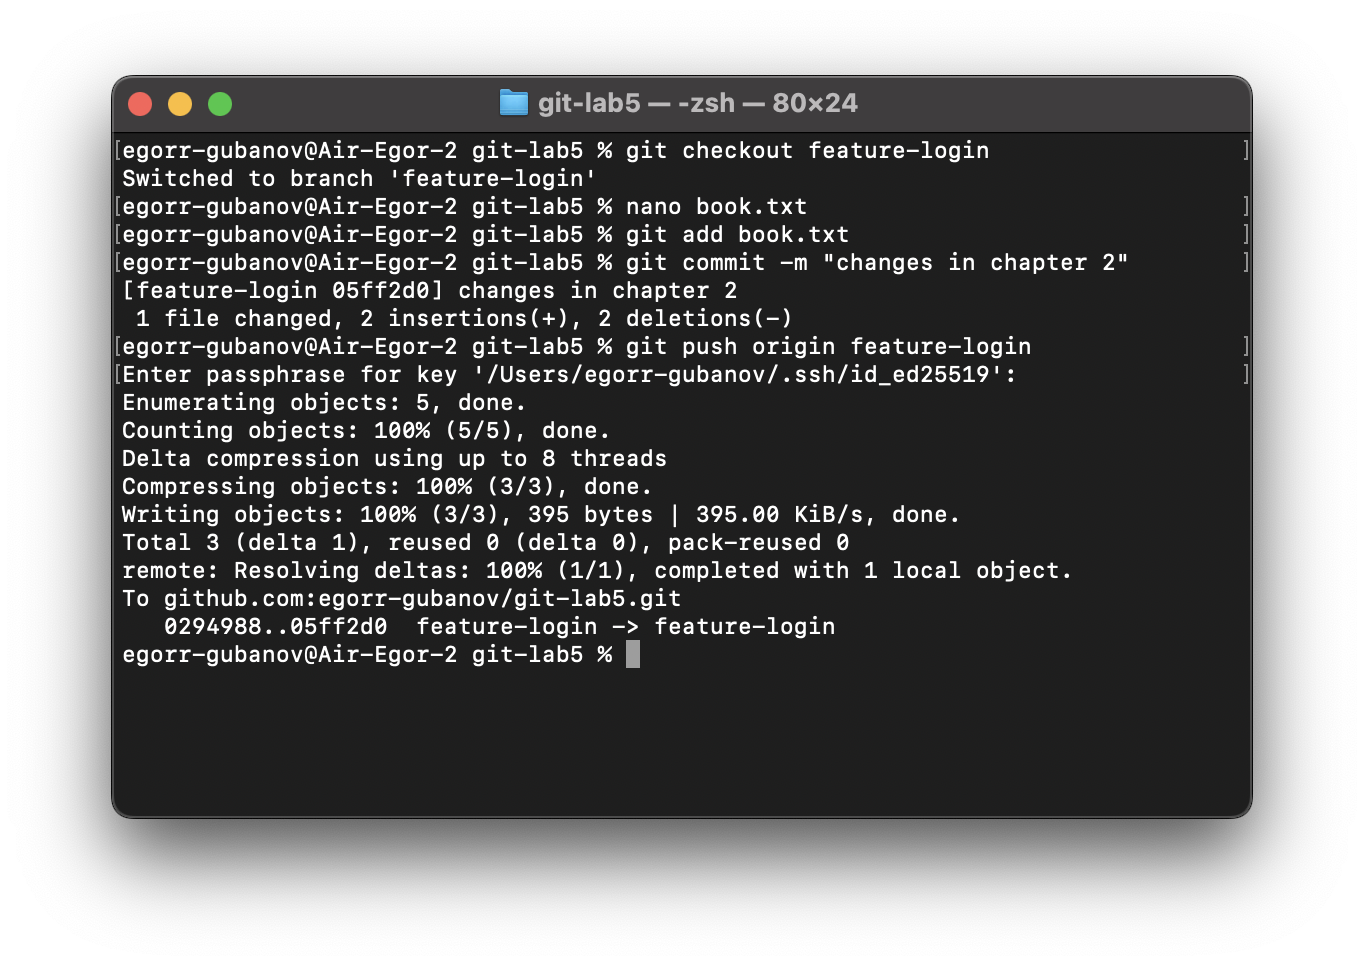 git-lab5 — -zsh — 80×24
[egorr-gubanov@Air-Egor-2 git-lab5 % git checkout feature-login ]
Switched to branch 'feature-login'
[egorr-gubanov@Air-Egor-2 git-lab5 % nano book.txt ]
[egorr-gubanov@Air-Egor-2 git-lab5 % git add book.txt ]
[egorr-gubanov@Air-Egor-2 git-lab5 % git commit -m "changes in chapter 2" ]
[feature-login 05ff2d0] changes in chapter 2
 1 file changed, 2 insertions(+), 2 deletions(-)
[egorr-gubanov@Air-Egor-2 git-lab5 % git push origin feature-login ]
[Enter passphrase for key '/Users/egorr-gubanov/.ssh/id_ed25519': ]
Enumerating objects: 5, done.
Counting objects: 100% (5/5), done.
Delta compression using up to 8 threads
Compressing objects: 100% (3/3), done.
Writing objects: 100% (3/3), 395 bytes | 395.00 KiB/s, done.
Total 3 (delta 1), reused 0 (delta 0), pack-reused 0
remote: Resolving deltas: 100% (1/1), completed with 1 local object.
To github.com:egorr-gubanov/git-lab5.git
   0294988..05ff2d0  feature-login -> feature-login
egorr-gubanov@Air-Egor-2 git-lab5 %